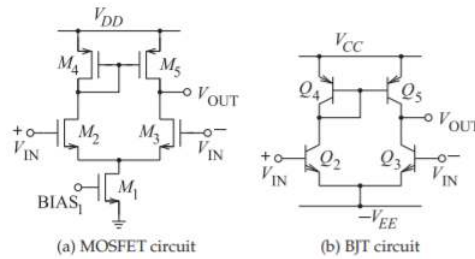 V_DD
V_CC
M_4
M_5
Q_4
Q_5
V_OUT
V_OUT
+
M_2
M_3
−
+
Q_2
Q_3
−
V_IN
V_IN
V_IN
V_IN
BIAS_1
M_1
−V_EE
(a) MOSFET circuit
(b) BJT circuit